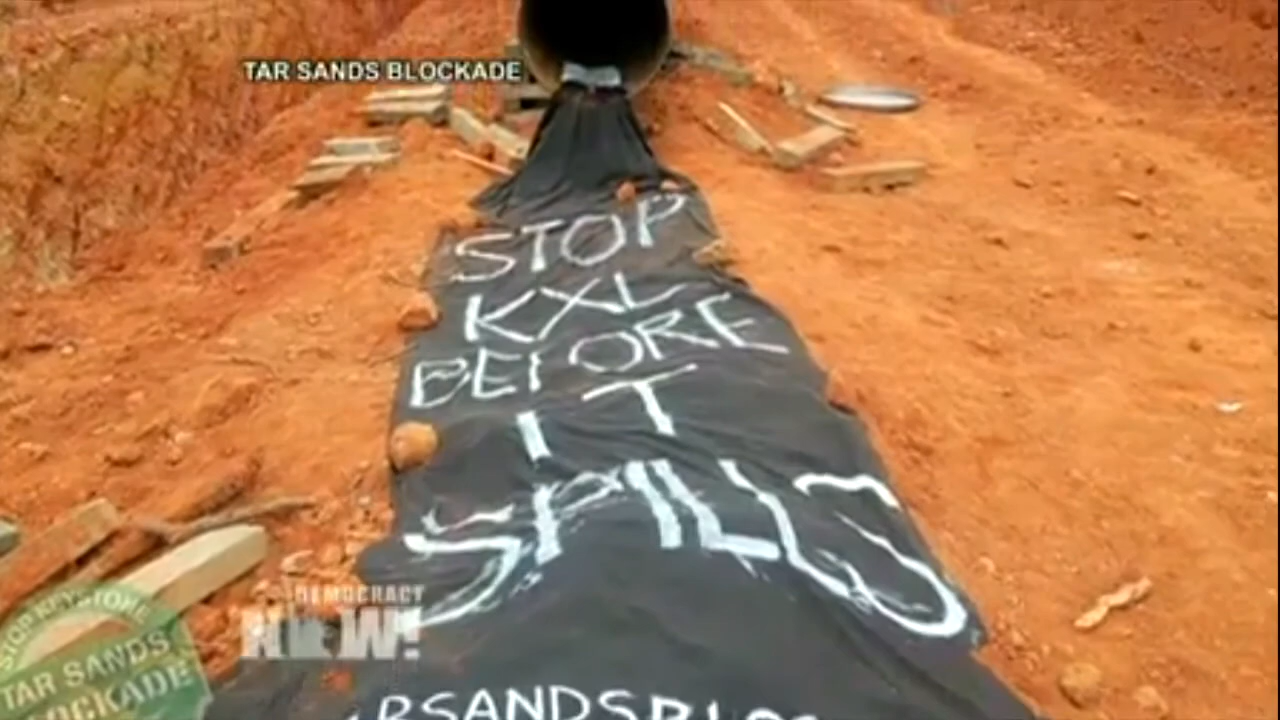 TAR SANDS BLOCKADE
STOP
KXL
BEFORE
IT
SPILLS
DEMOCRACY
NOW!
STOP KEYSTONE
TAR SANDS
BLOCKADE